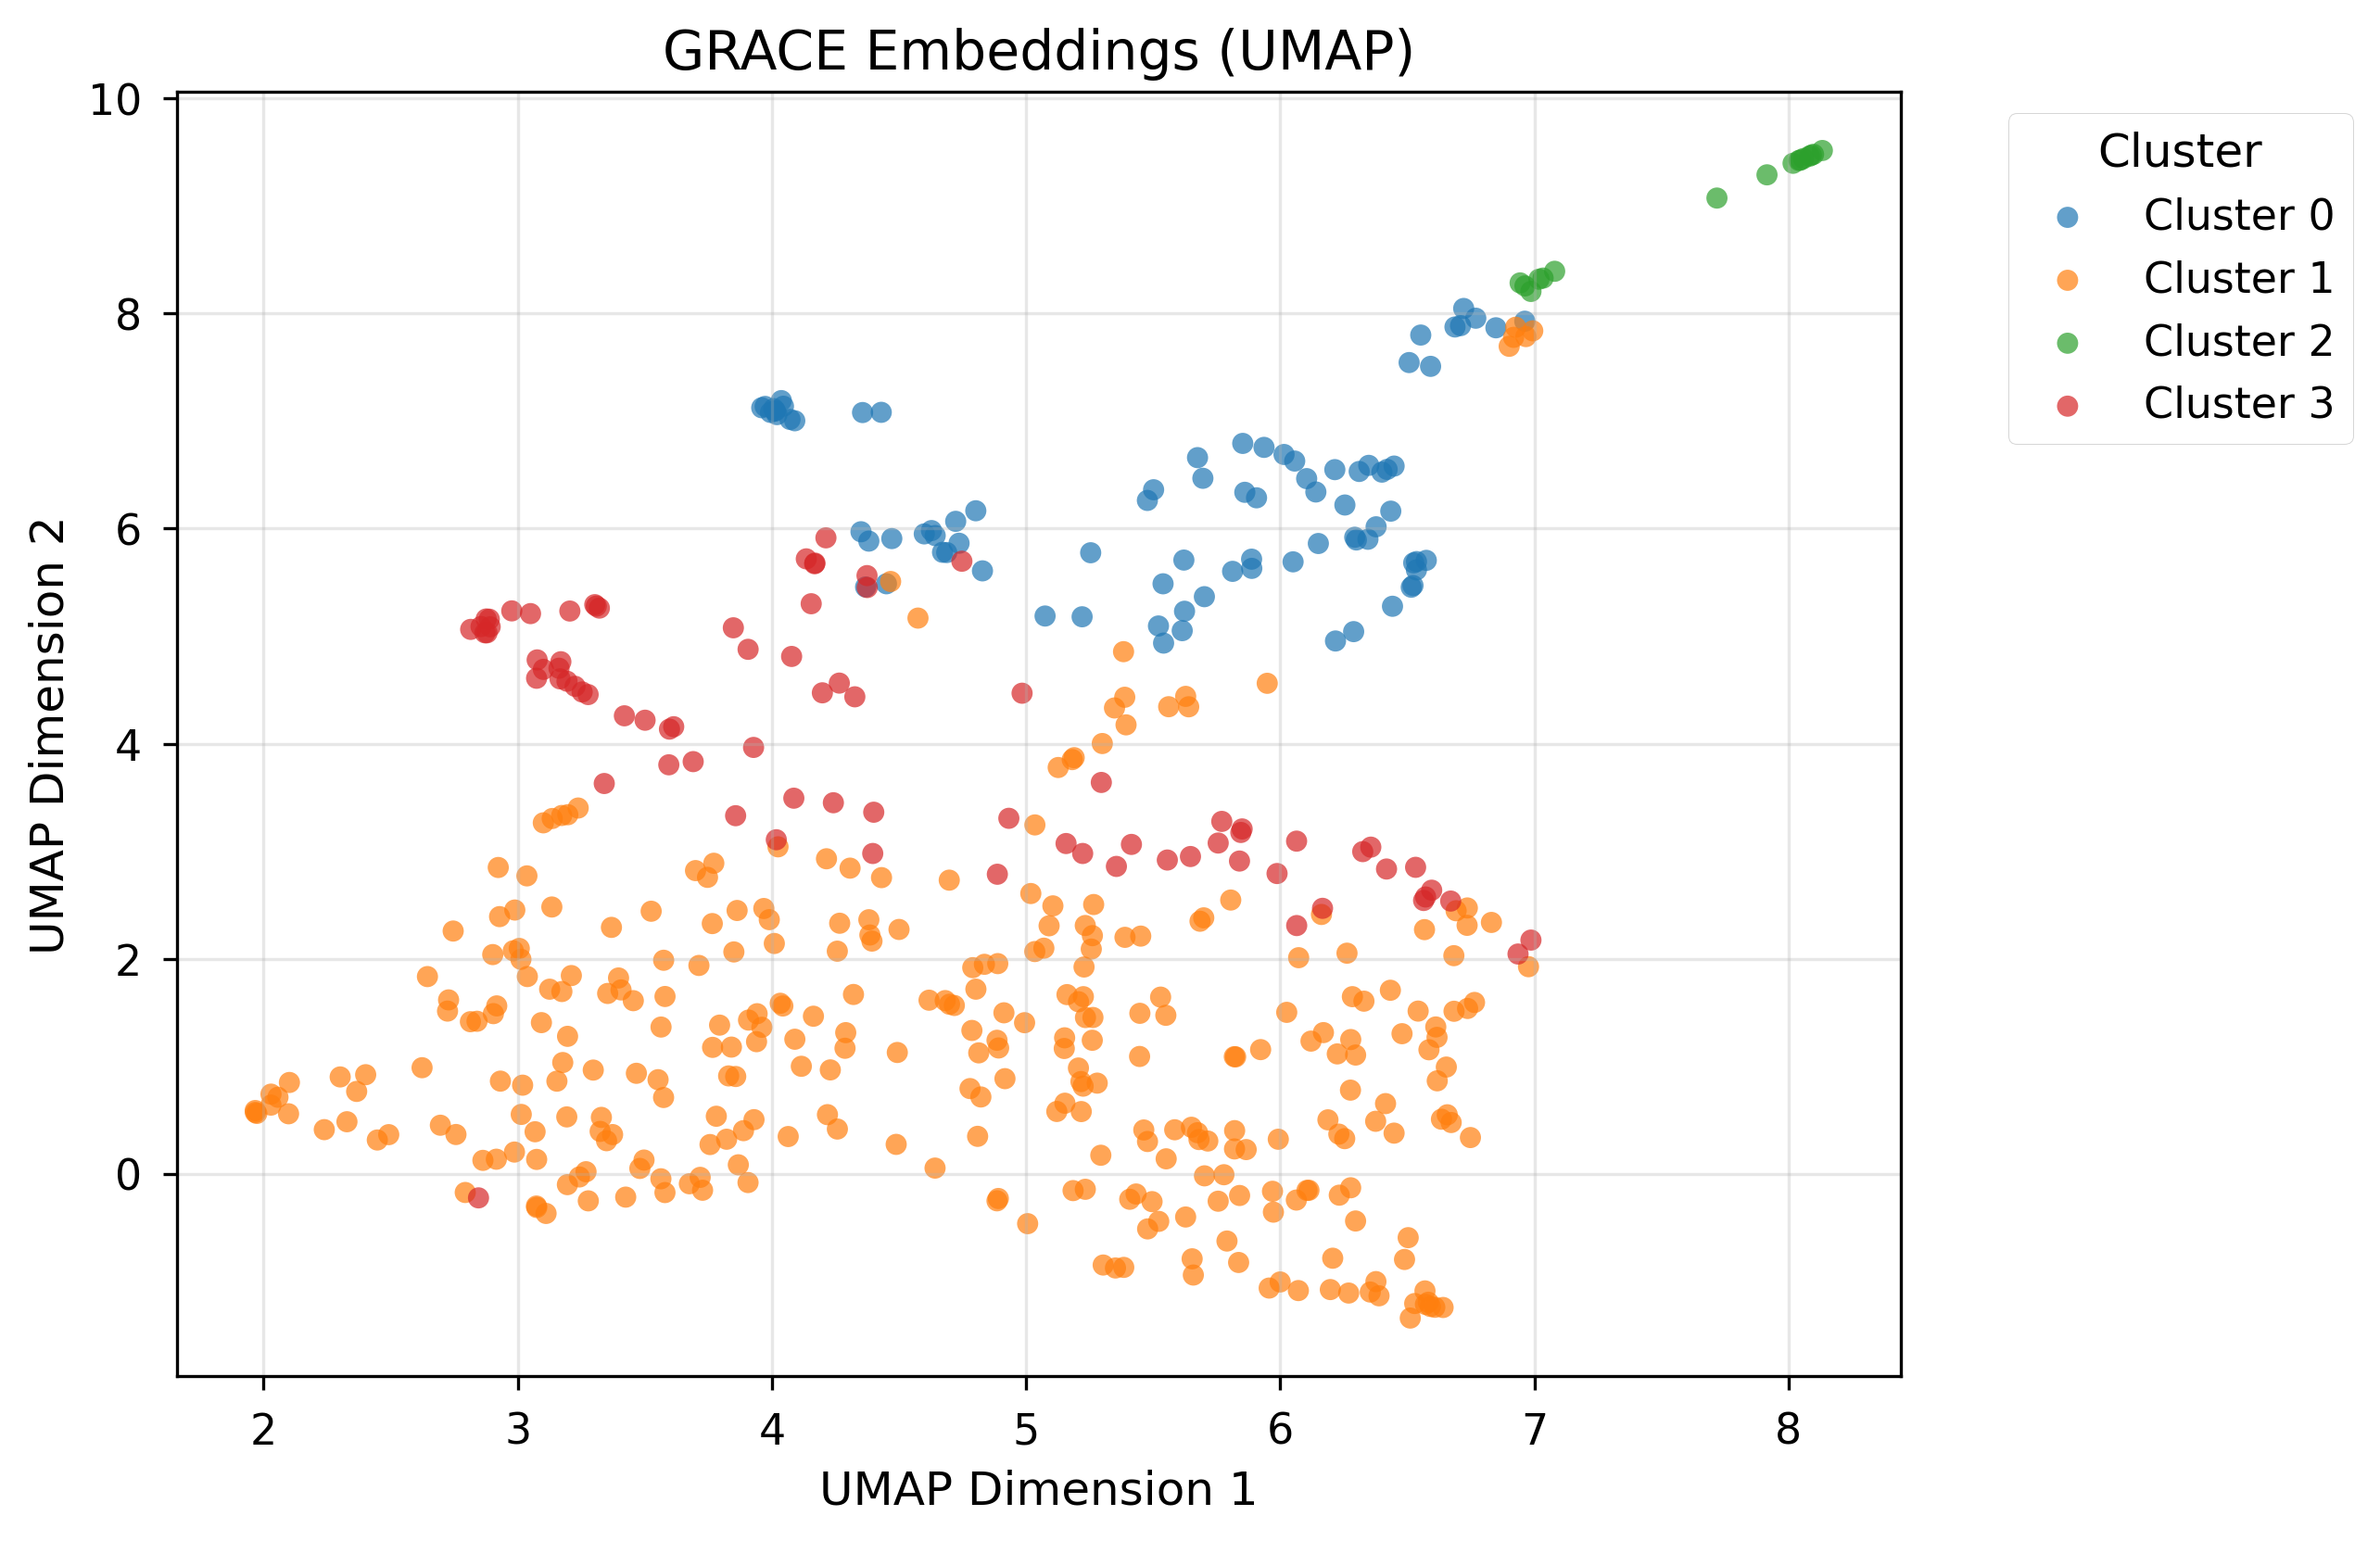 GRACE Embeddings (UMAP)
10
8
6
4
2
0
UMAP Dimension 2
2 3 4 5 6 7 8
UMAP Dimension 1
Cluster
Cluster 0
Cluster 1
Cluster 2
Cluster 3